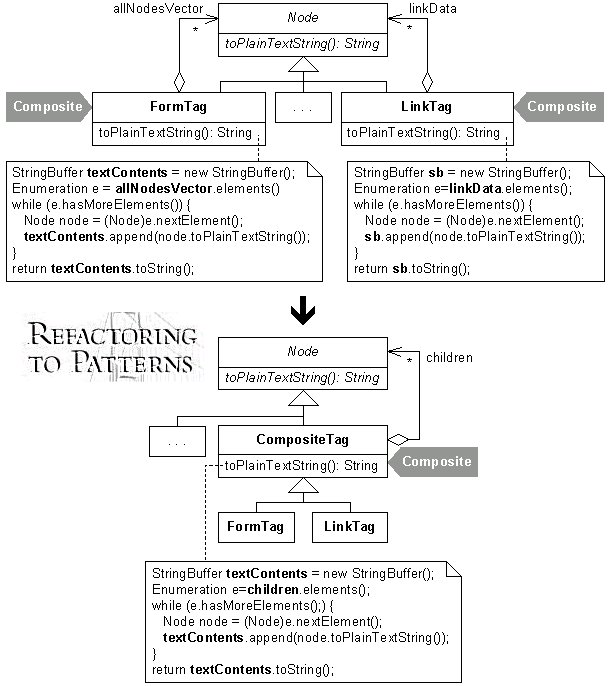 allNodesVector
*
Node
linkData
*
toPlainTextString(): String
Composite
FormTag
toPlainTextString(): String
. . .
LinkTag
toPlainTextString(): String
Composite
StringBuffer textContents = new StringBuffer();
Enumeration e = allNodesVector.elements()
while (e.hasMoreElements()) {
Node node = (Node)e.nextElement();
textContents.append(node.toPlainTextString());
}
return textContents.toString();
StringBuffer sb = new StringBuffer();
Enumeration e=linkData.elements();
while (e.hasMoreElements()) {
Node node = (Node)e.nextElement();
sb.append(node.toPlainTextString());
}
return sb.toString();
REFACTORING
TO PATTERNS
Node
toPlainTextString(): String
*
children
. . .
CompositeTag
toPlainTextString(): String
Composite
FormTag
LinkTag
StringBuffer textContents = new StringBuffer();
Enumeration e=children.elements();
while (e.hasMoreElements();) {
Node node = (Node)e.nextElement();
textContents.append(node.toPlainTextString());
}
return textContents.toString();